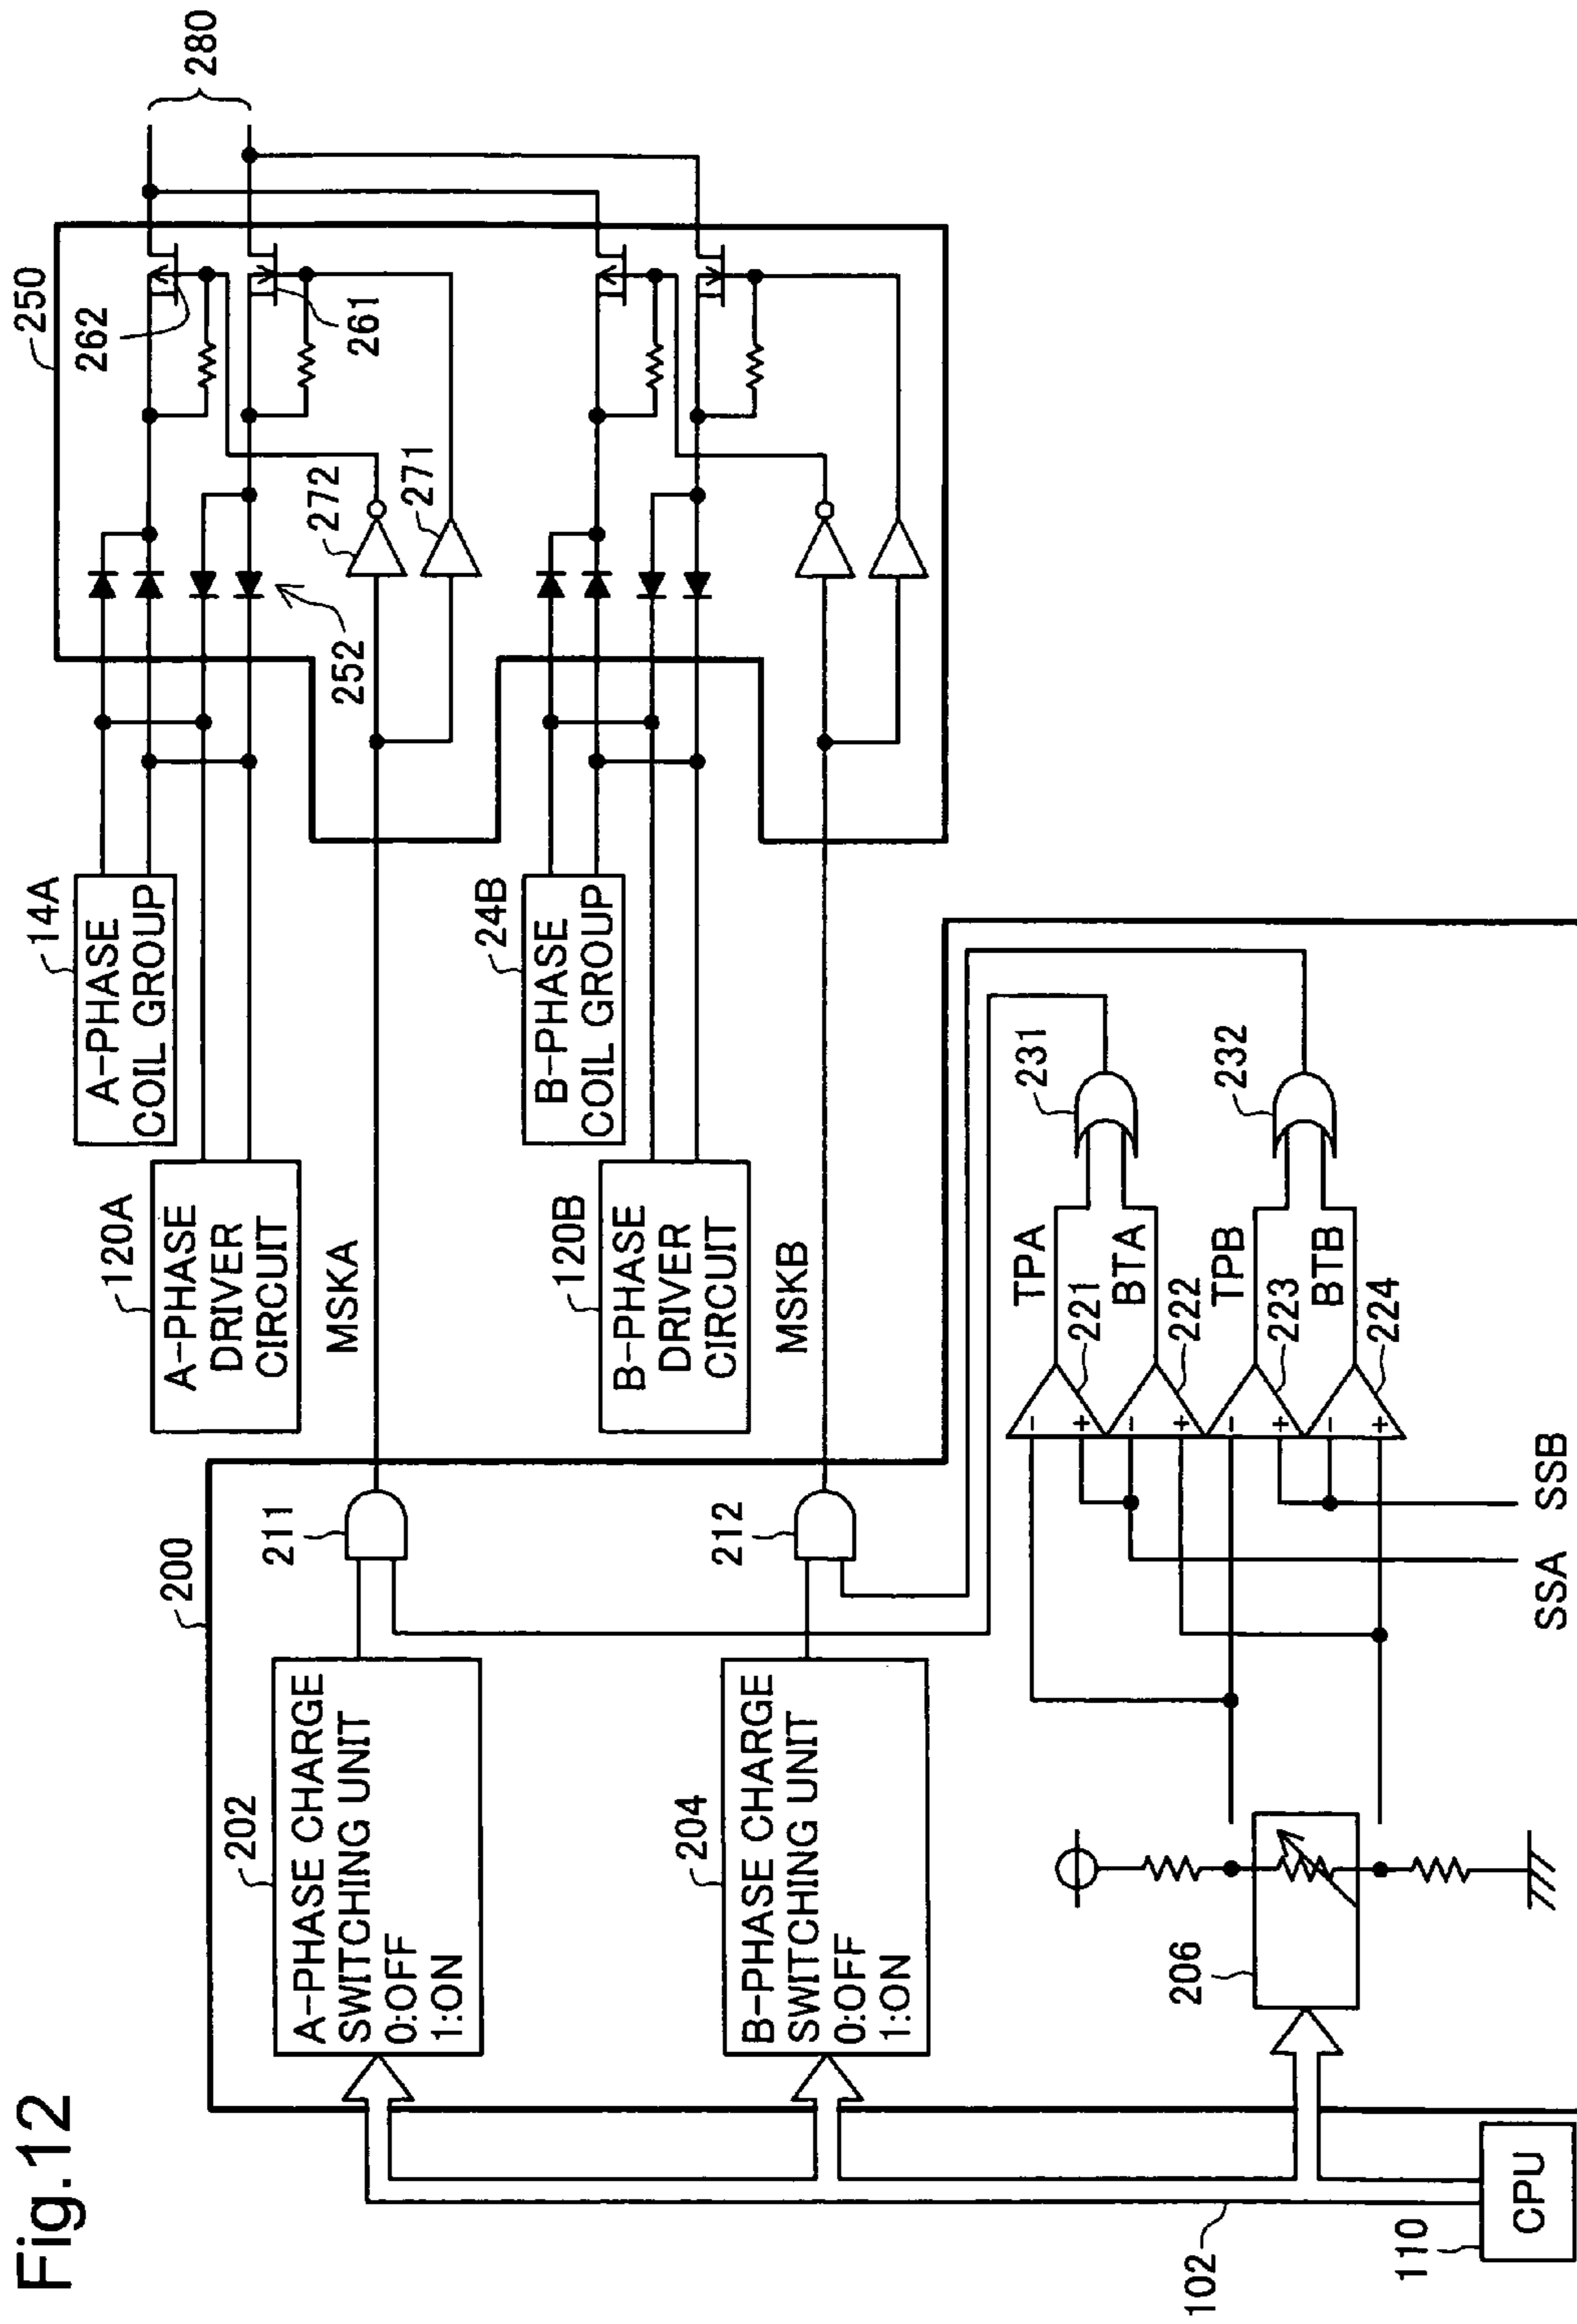 Fig.12
200
202
A-PHASE CHARGE
SWITCHING UNIT
0:OFF
1:ON
211
MSKA
120A
A-PHASE
DRIVER
CIRCUIT
14A
A-PHASE
COIL GROUP
250
252
272
271
262
261
280
204
B-PHASE CHARGE
SWITCHING UNIT
0:OFF
1:ON
212
MSKB
120B
B-PHASE
DRIVER
CIRCUIT
24B
B-PHASE
COIL GROUP
206
- + - + - + - +
221
222
223
224
TPA
BTA
TPB
BTB
231
232
SSA
SSB
102
110
CPU